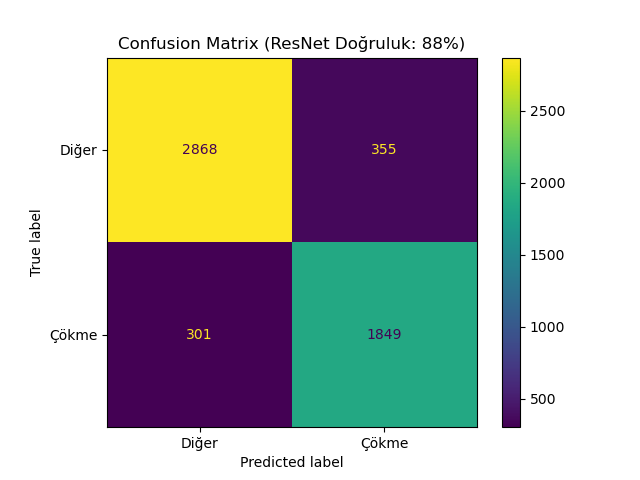 Confusion Matrix (ResNet Doğruluk: 88%)
True label
Diğer
2868
355
Çökme
301
1849
Diğer
Çökme
Predicted label
2500
2000
1500
1000
500